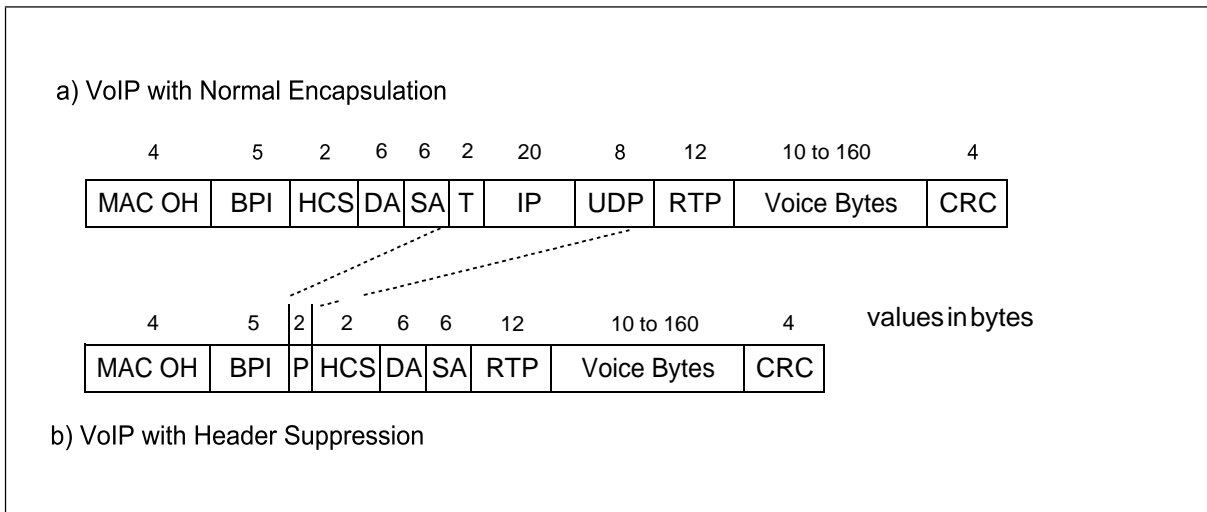 a) VoIP with Normal Encapsulation
4 5 2 6 6 2 20 8 12 10 to 160 4
MAC OH BPI HCS DA SA T IP UDP RTP Voice Bytes CRC
4 5 2 2 6 6 12 10 to 160 4 values in bytes
MAC OH BPI P HCS DA SA RTP Voice Bytes CRC
b) VoIP with Header Suppression